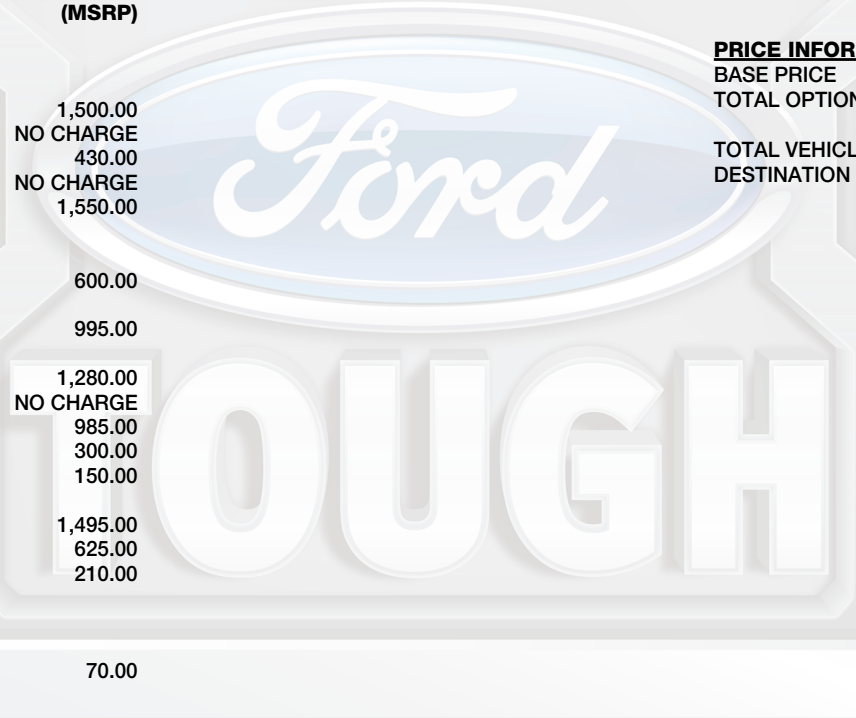 (MSRP)
1,500.00
NO CHARGE
430.00
NO CHARGE
1,550.00
600.00
995.00
1,280.00
NO CHARGE
985.00
300.00
150.00
1,495.00
625.00
210.00
70.00
PRICE INFOR
BASE PRICE
TOTAL OPTION
TOTAL VEHICL
DESTINATION
Ford
TOUGH